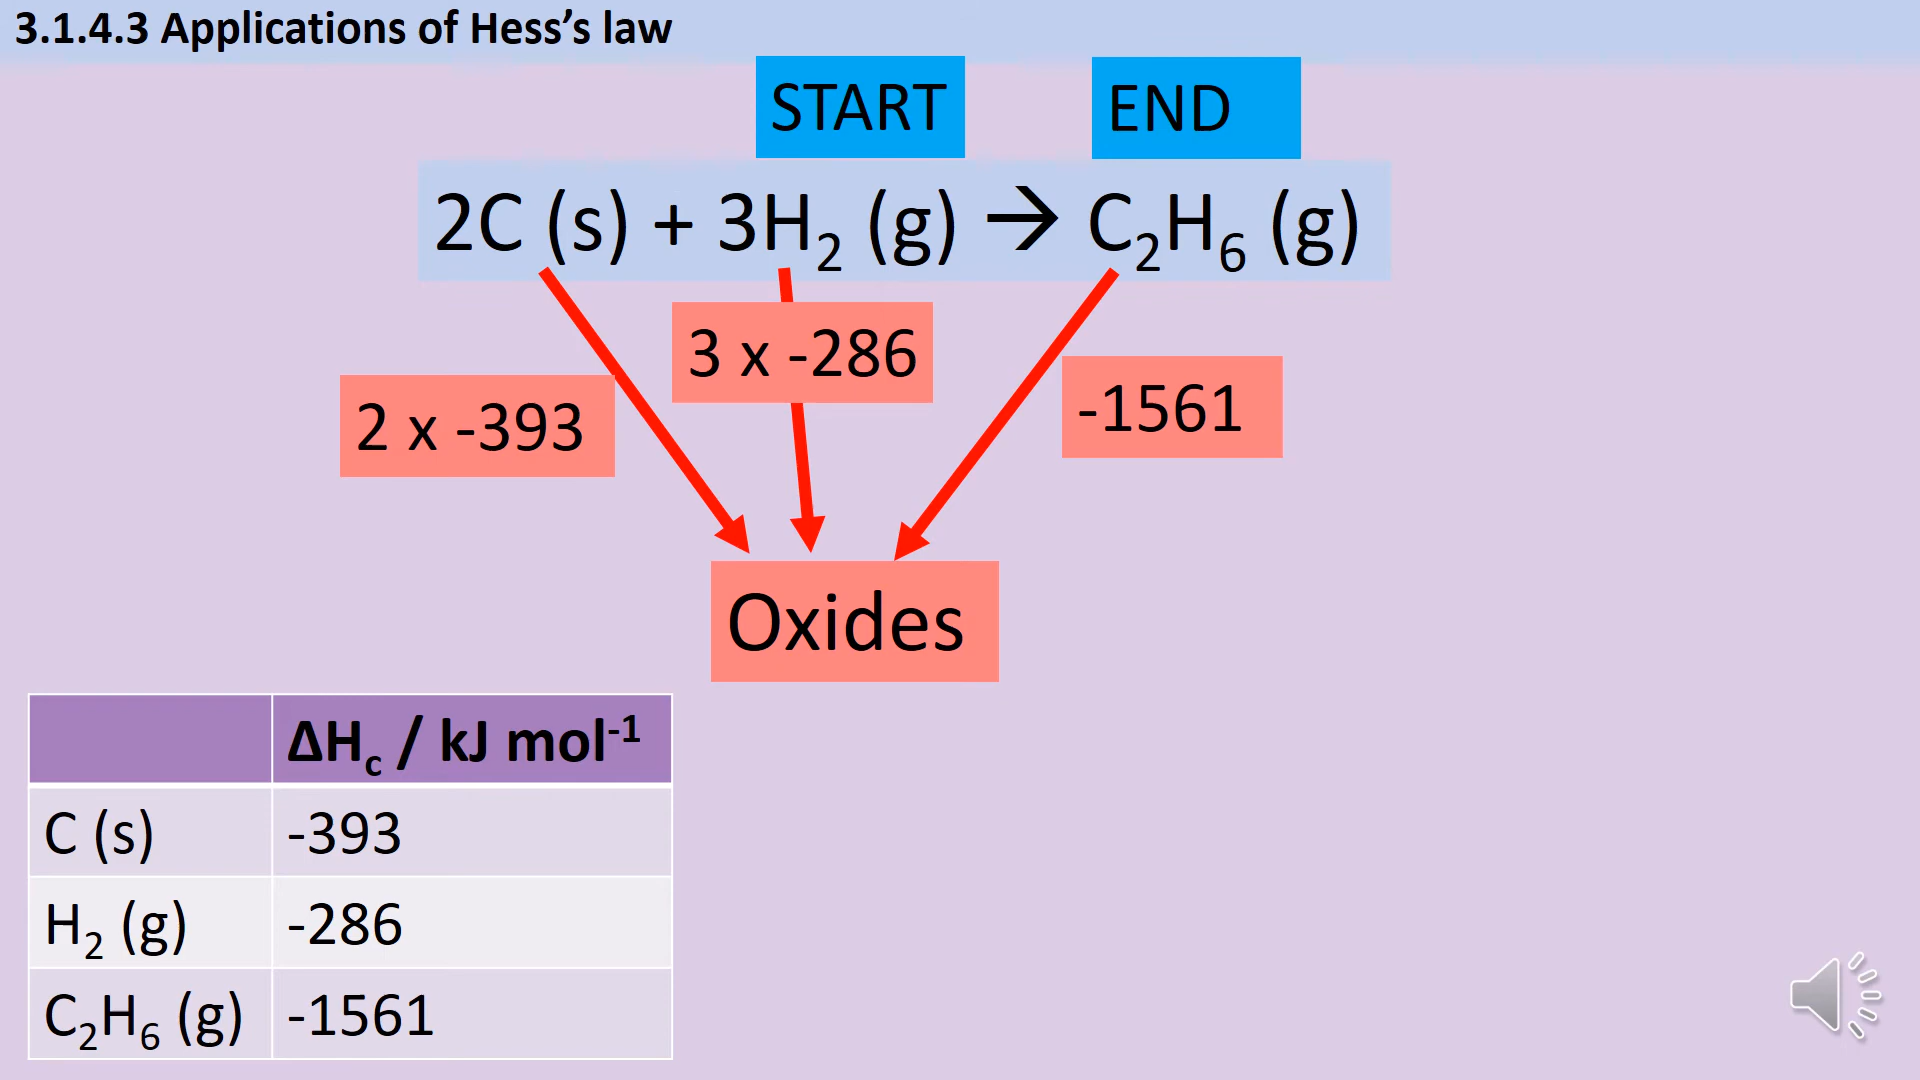 3.1.4.3 Applications of Hess’s law
START
END
2C (s) + 3H₂ (g) → C₂H₆ (g)
3 x -286
-1561
2 x -393
Oxides
ΔHc / kJ mol⁻¹
C (s) -393
H₂ (g) -286
C₂H₆ (g) -1561